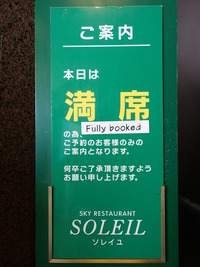 ご案内
本日は
満席
Fully booked
の為、
ご予約のお客様のみの
ご案内となります。
何卒ご了承頂きますよう
お願い申し上げます。
SKY RESTAURANT
SOLEIL
ソレイユ